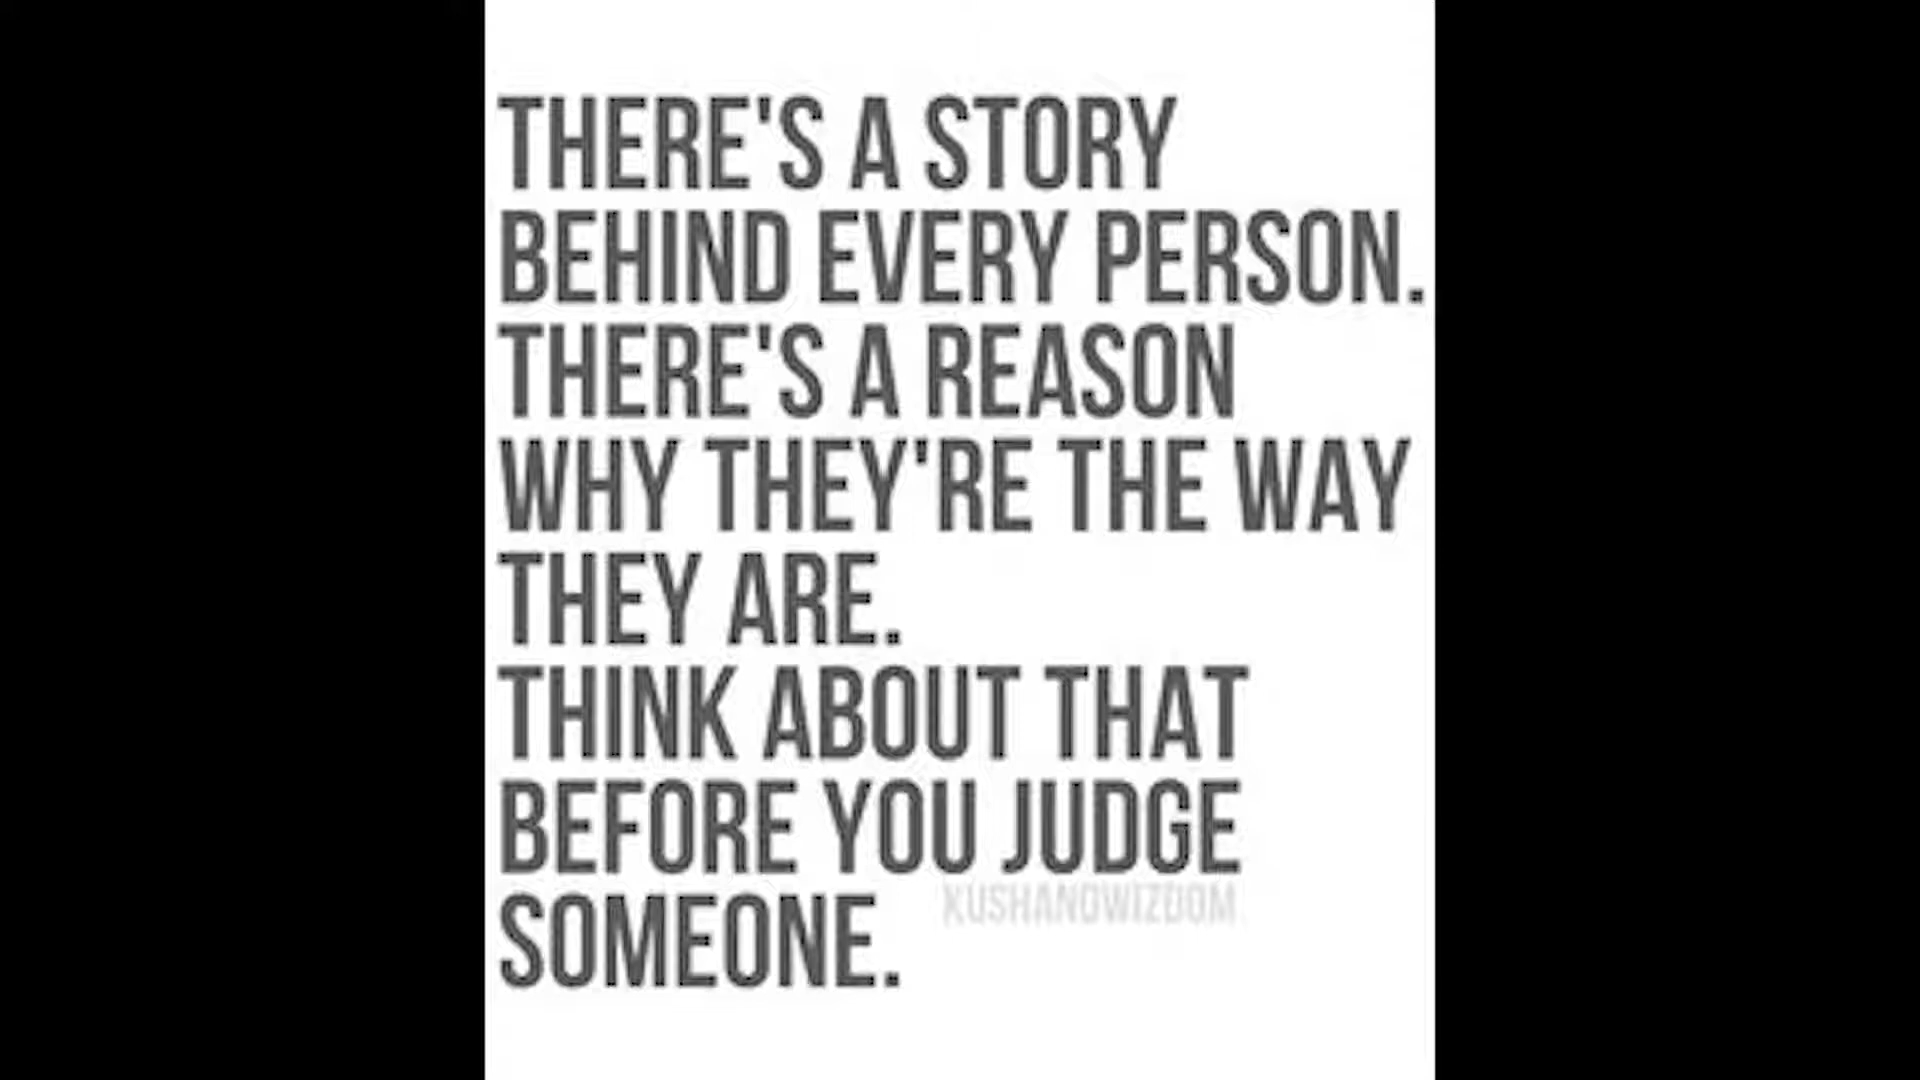 THERE'S A STORY
BEHIND EVERY PERSON.
THERE'S A REASON
WHY THEY'RE THE WAY
THEY ARE.
THINK ABOUT THAT
BEFORE YOU JUDGE
SOMEONE.
KUSHANDWIZDOM